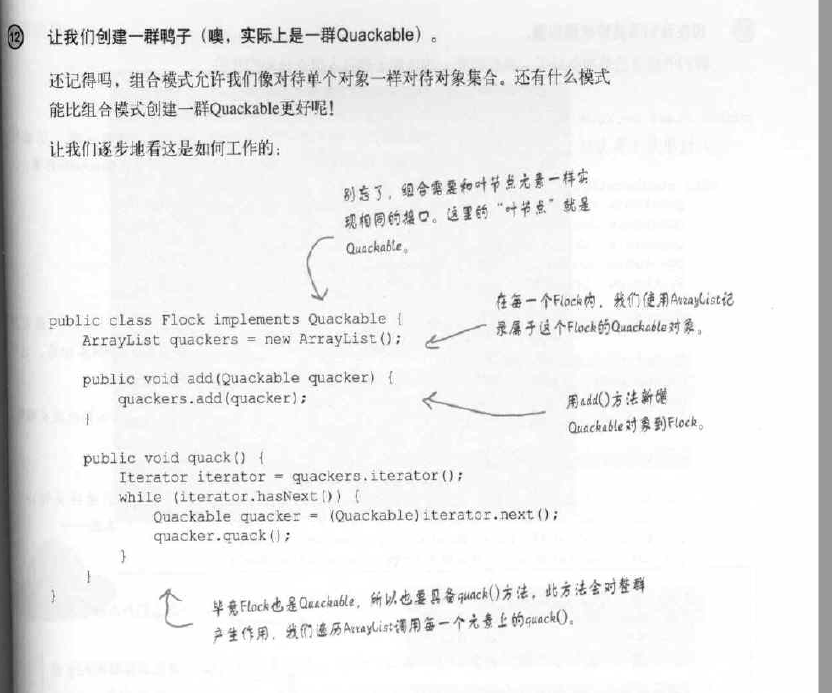 12 让我们创建一群鸭子（噢，实际上是一群Quackable）。
还记得吗，组合模式允许我们像对待单个对象一样对待对象集合。还有什么模式
能比组合模式创建一群Quackable更好呢！
让我们逐步地看这是如何工作的：
别忘了，组合需要和叶节点元素一样实
现相同的接口。这里的“叶节点”就是
Quackable。
public class Flock implements Quackable {
ArrayList quackers = new ArrayList();
在每一个Flock内，我们使用ArrayList记
录属于这个Flock的Quackable对象。
public void add(Quackable quacker) {
quackers.add(quacker);
}
用add()方法新增
Quackable对象到Flock。
public void quack() {
Iterator iterator = quackers.iterator();
while (iterator.hasNext()) {
Quackable quacker = (Quackable)iterator.next();
quacker.quack();
}
}
}
毕竟Flock也是Quackable，所以也要具备quack()方法，此方法会对整群
产生作用，我们遍历ArrayList调用每一个元素上的quack()。